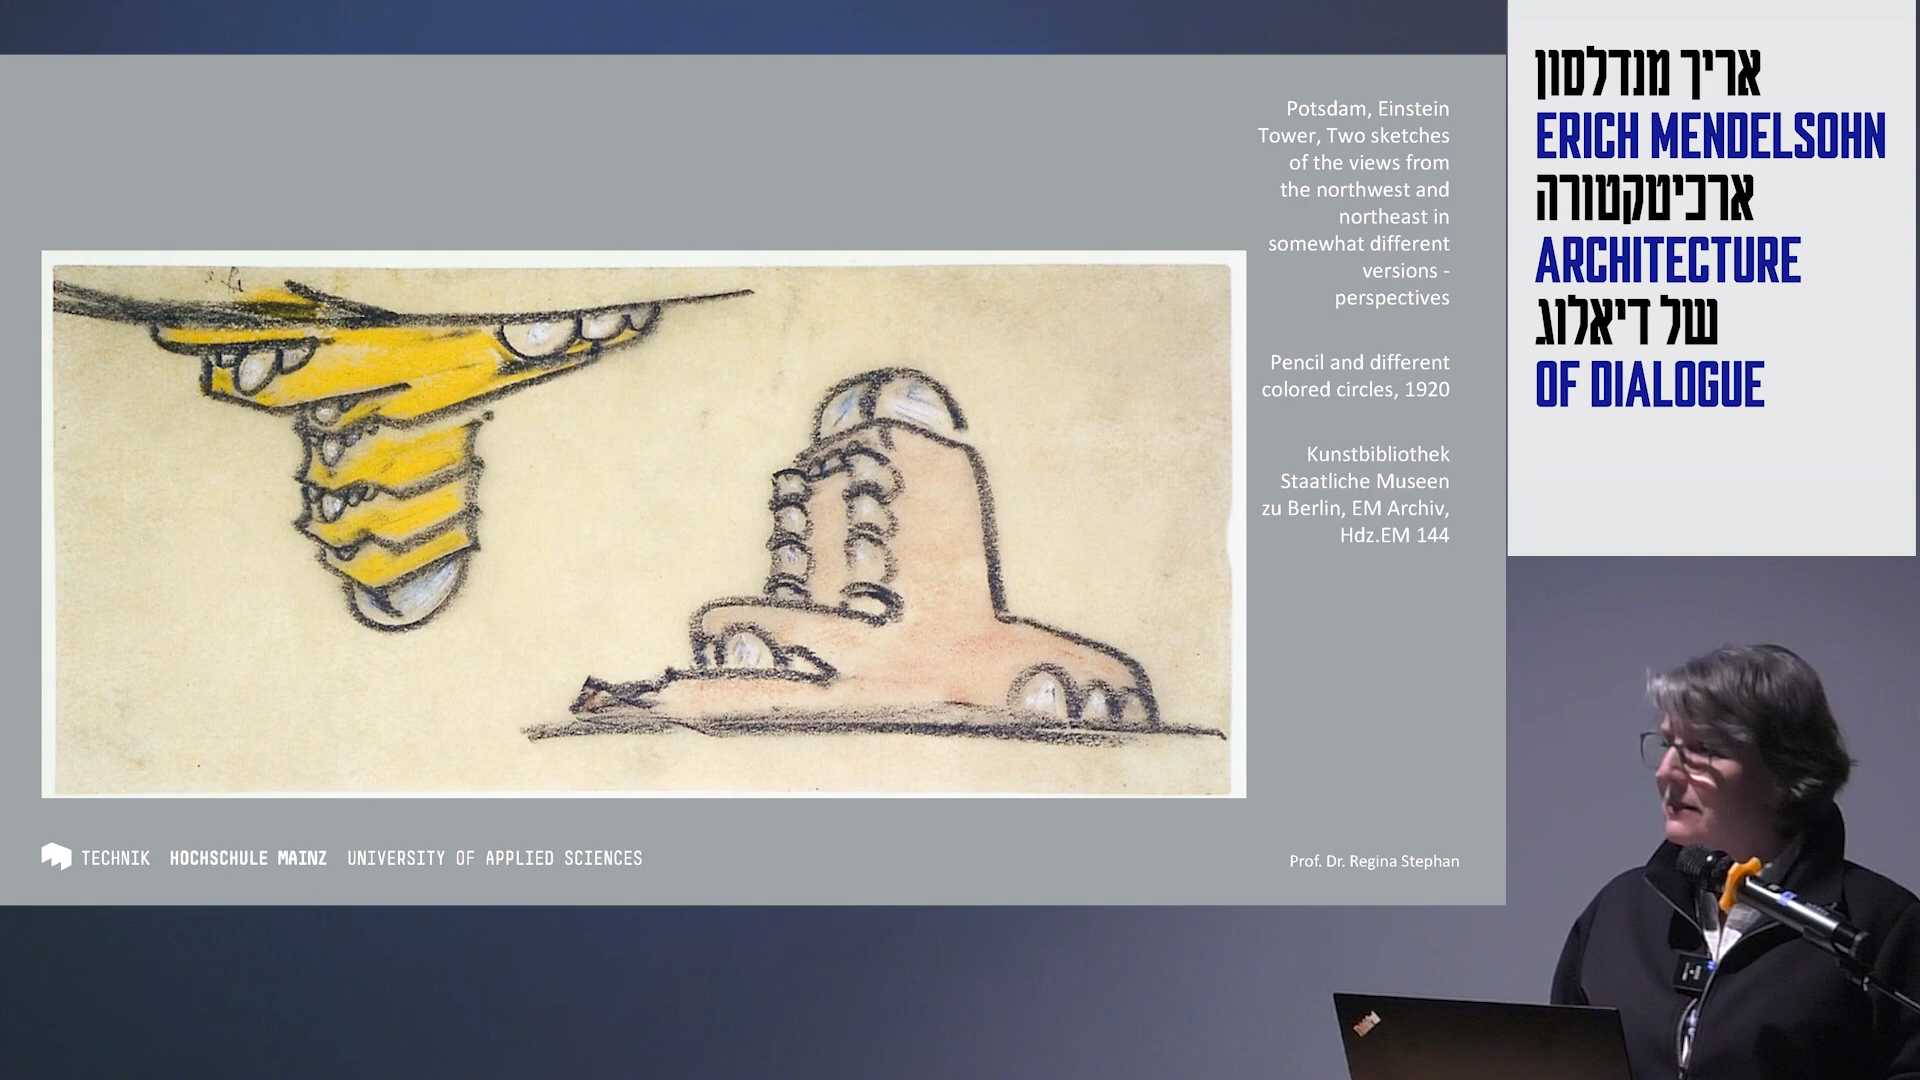 Potsdam, Einstein
Tower, Two sketches
of the views from
the northwest and
northeast in
somewhat different
versions -
perspectives
Pencil and different
colored circles, 1920
Kunstbibliothek
Staatliche Museen
zu Berlin, EM Archiv,
Hdz.EM 144
TECHNIK HOCHSCHULE MAINZ UNIVERSITY OF APPLIED SCIENCES
Prof. Dr. Regina Stephan
אריך מנדלסון
ERICH MENDELSOHN
ארכיטקטורה
ARCHITECTURE
של דיאלוג
OF DIALOGUE